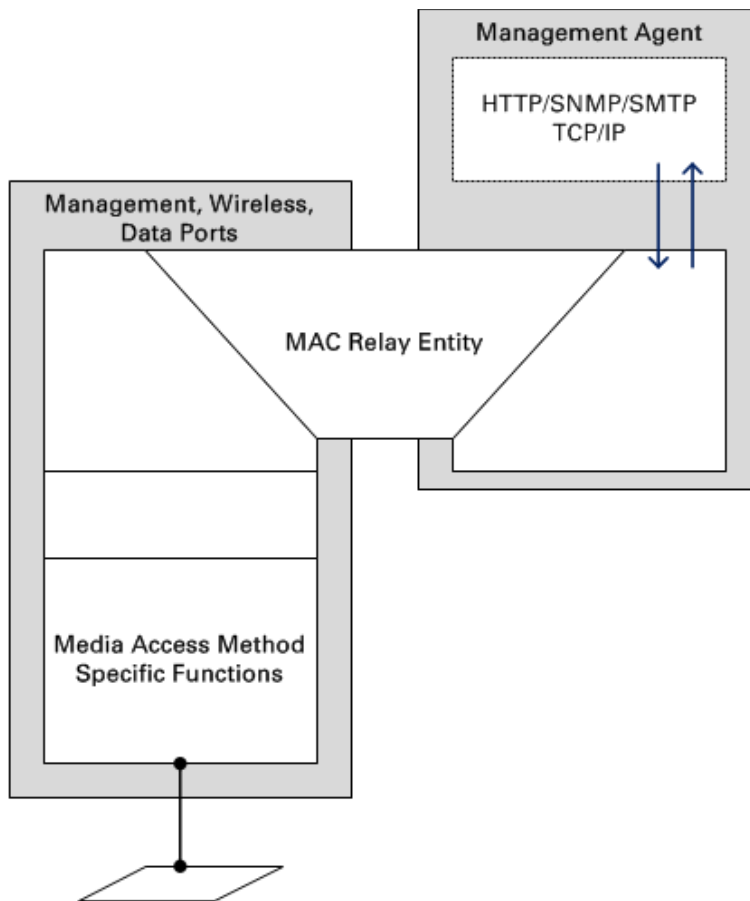 Management Agent
HTTP/SNMP/SMTP
TCP/IP
Management, Wireless,
Data Ports
MAC Relay Entity
Media Access Method
Specific Functions